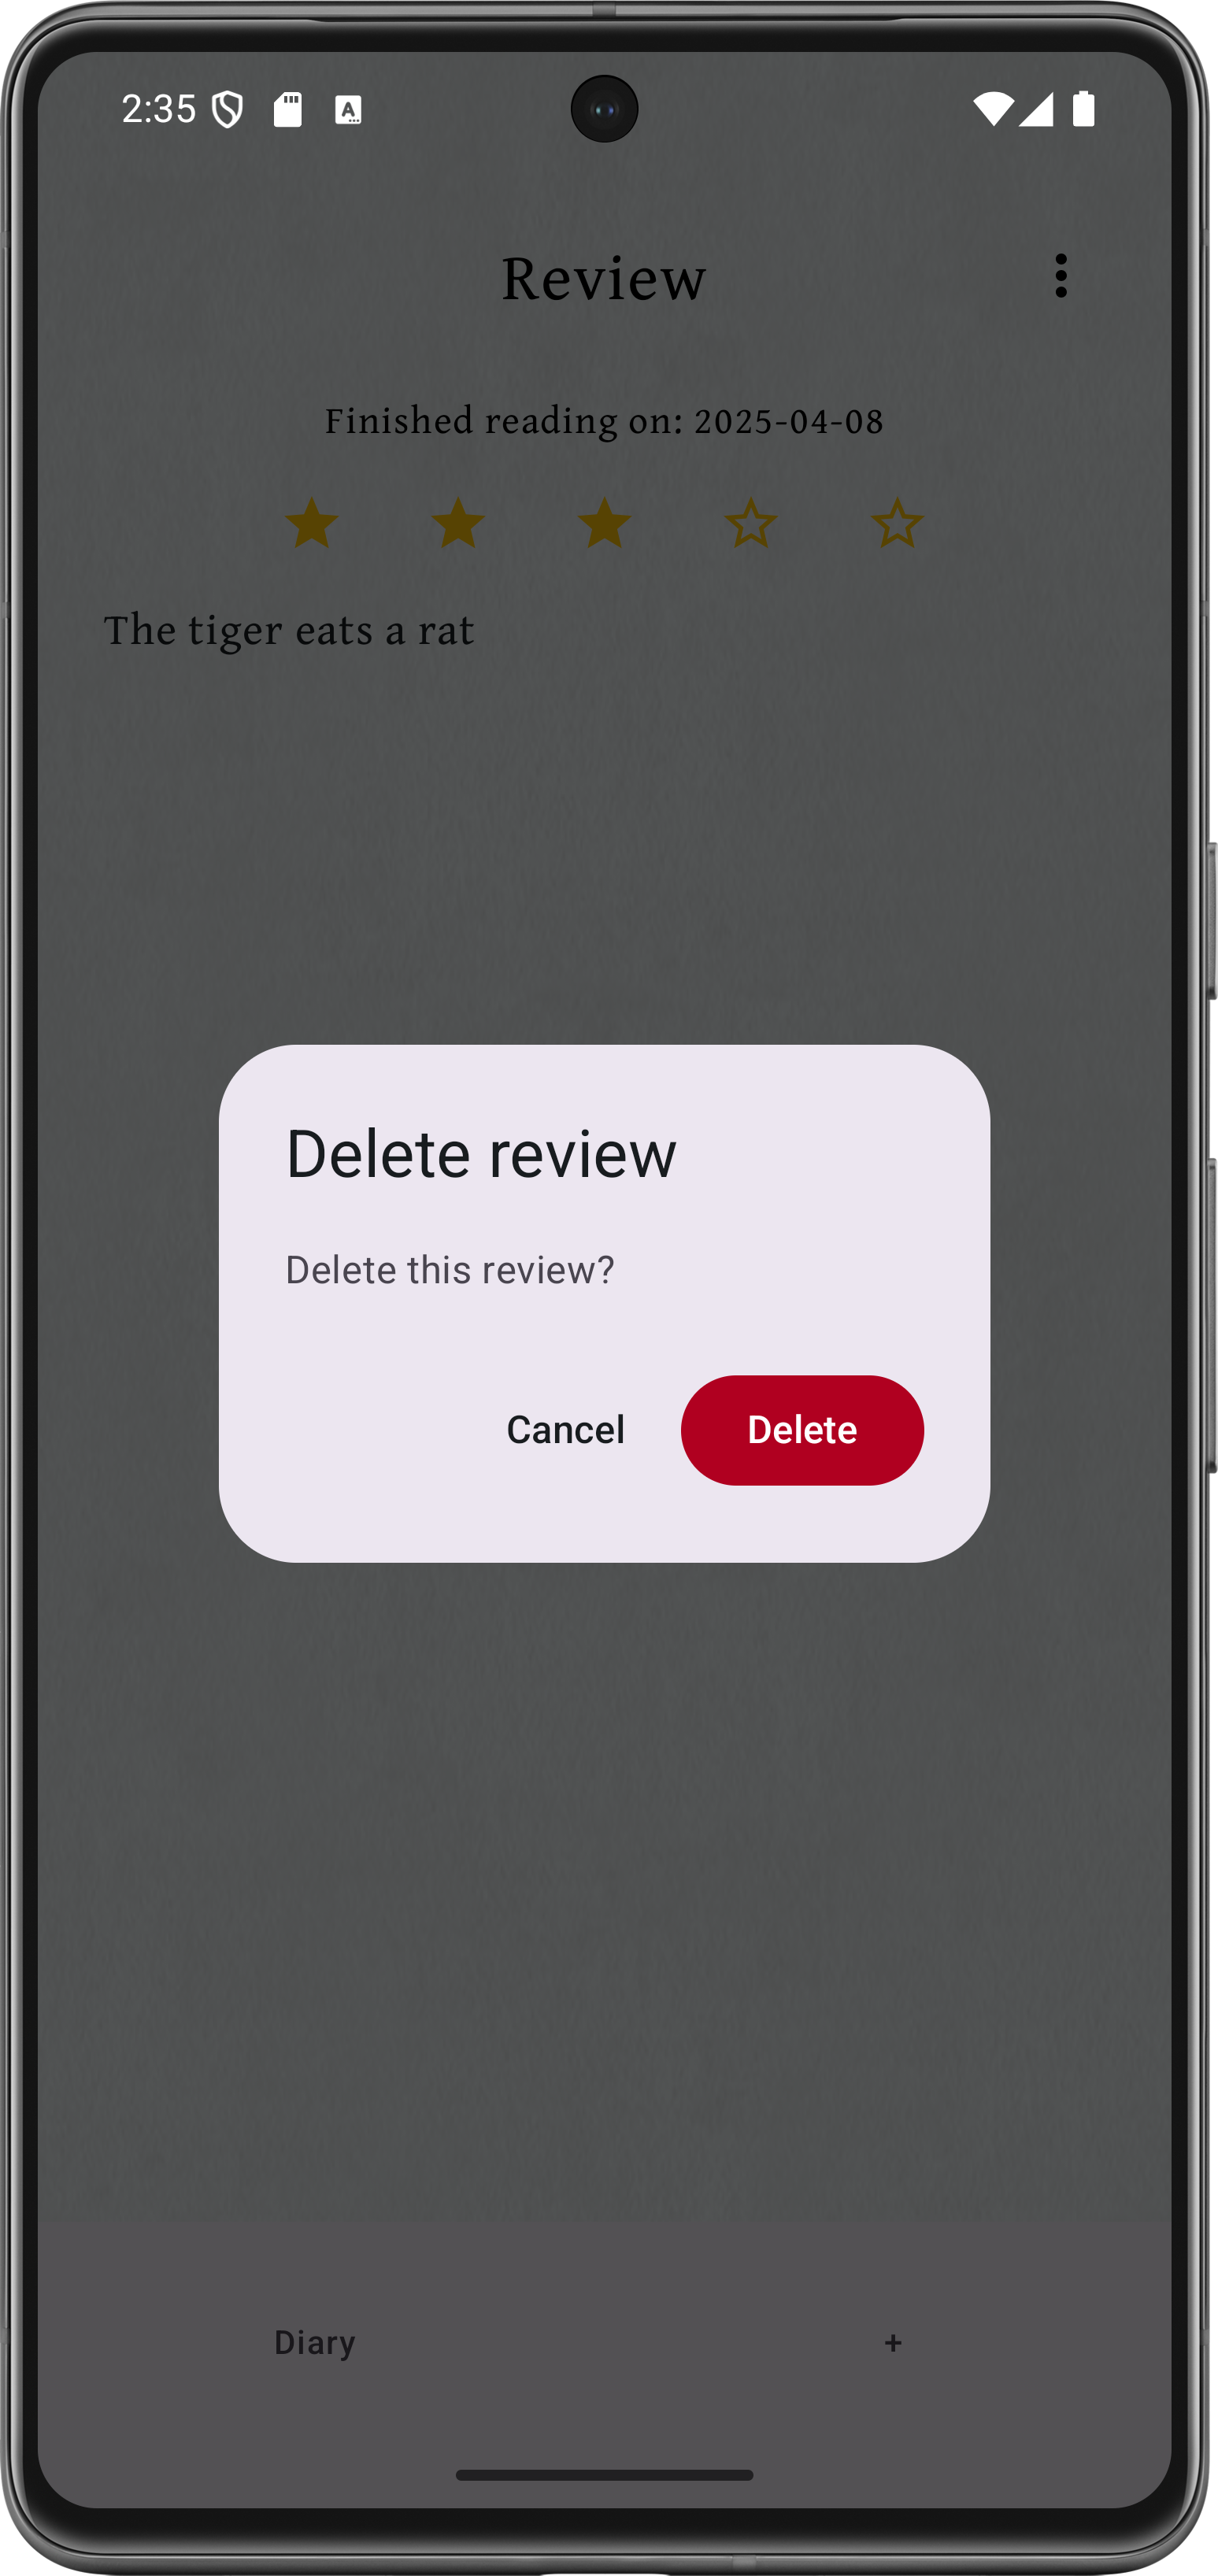 2:35
Review
Finished reading on: 2025-04-08
The tiger eats a rat
Delete review
Delete this review?
Cancel Delete
Diary +